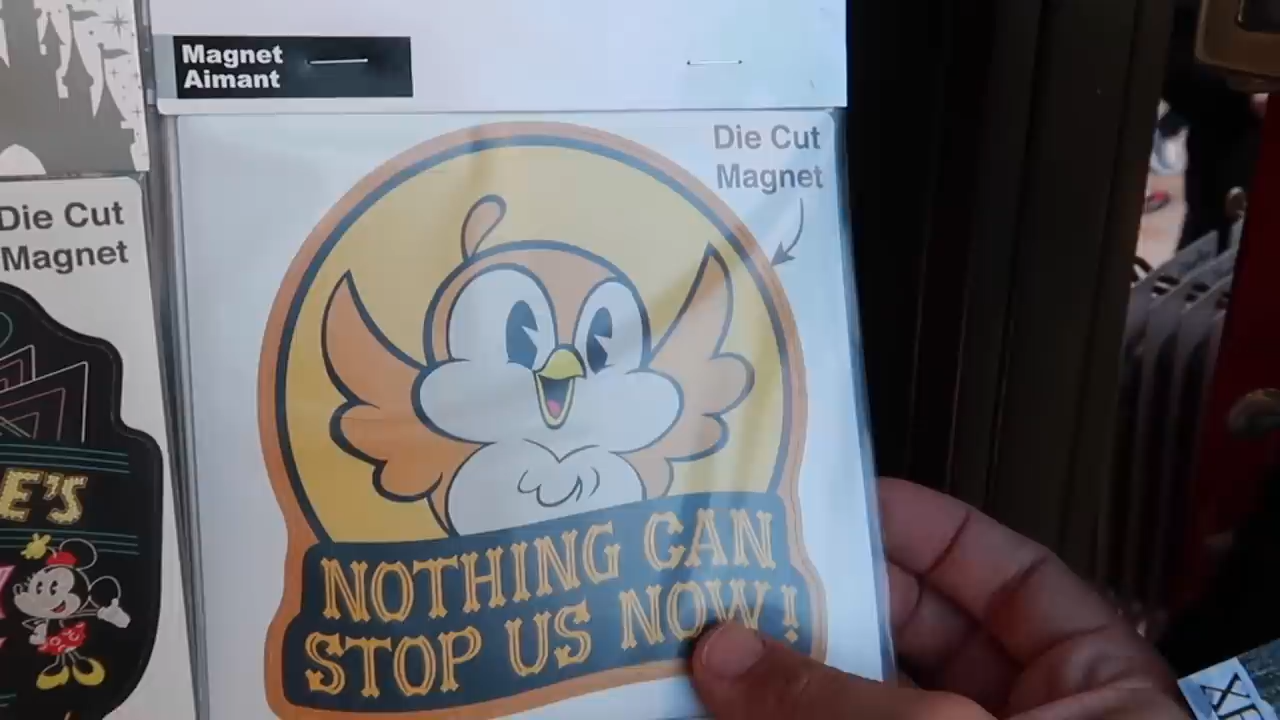 Magnet
Aimant
Die Cut
Magnet
Die Cut
Magnet
E'S
NOTHING CAN
STOP US NOW!